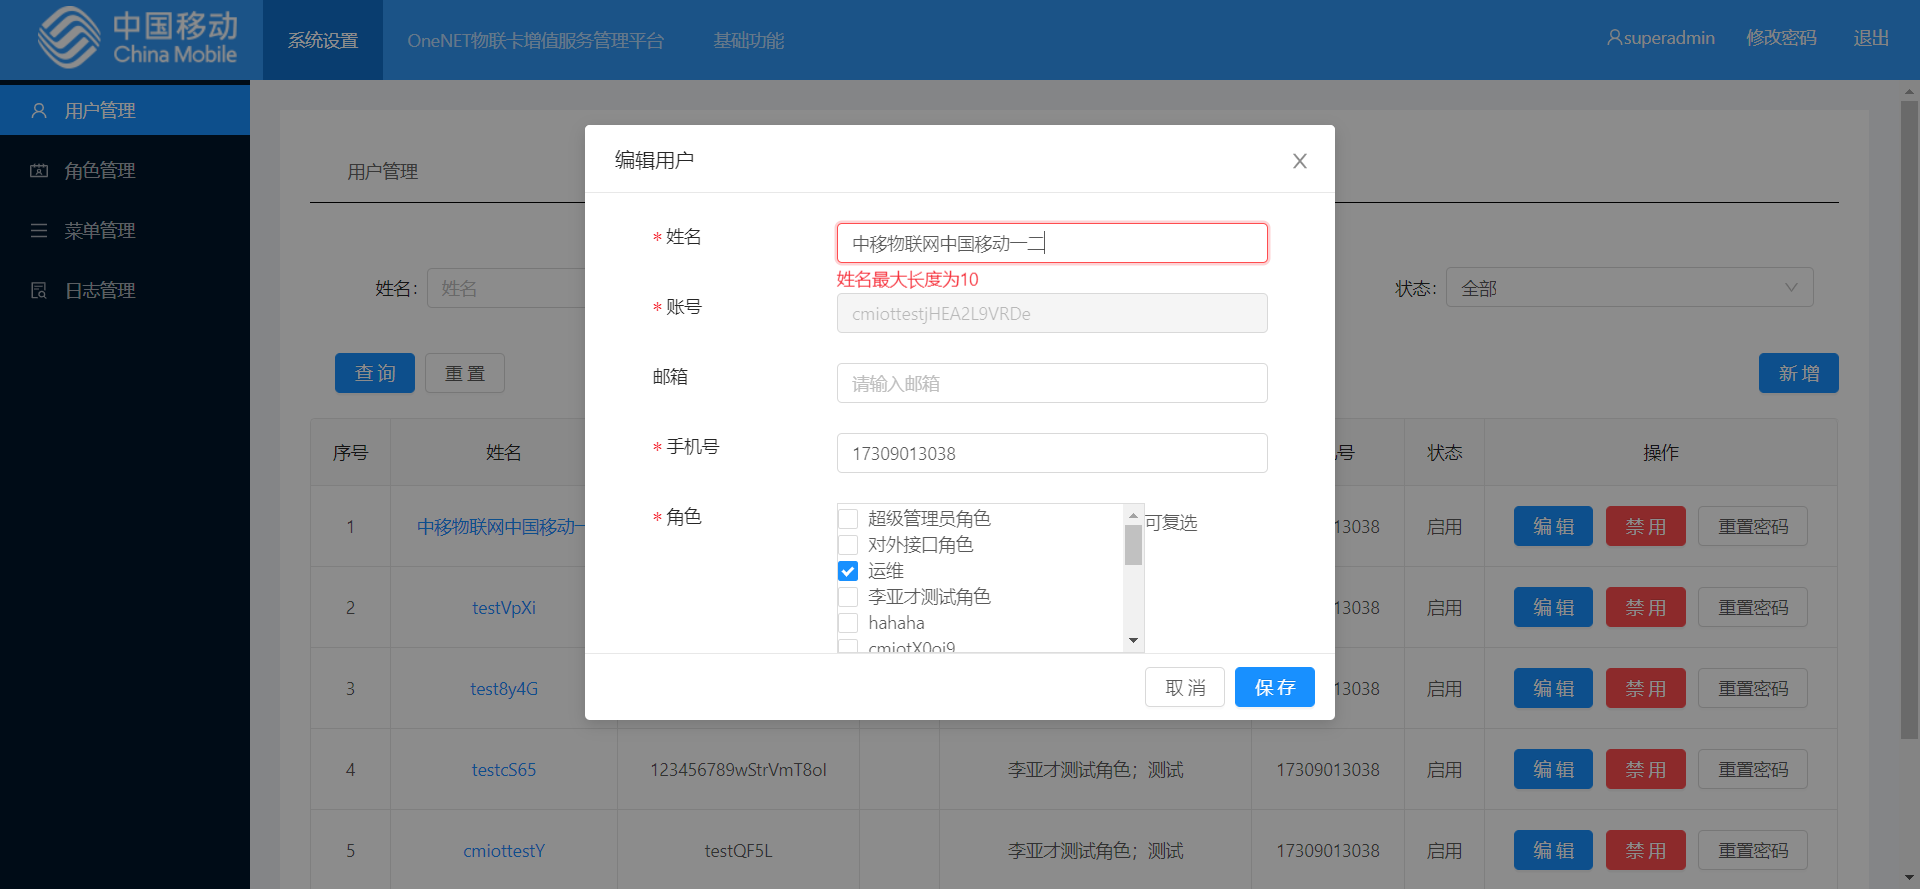 中国移动
China Mobile
系统设置
OneNET物联卡增值服务管理平台
基础功能
superadmin
修改密码
退出
用户管理
角色管理
菜单管理
日志管理
用户管理
姓名:
姓名
状态:
全部
查询
重置
新增
序号
姓名
号
状态
操作
1
中移物联网中国移动一
3038
启用
编辑
禁用
重置密码
2
testVpXi
13038
启用
编辑
禁用
重置密码
3
test8y4G
13038
启用
编辑
禁用
重置密码
4
testcS65
123456789wStrVmT8oI
李亚才测试角色；测试
17309013038
启用
编辑
禁用
重置密码
5
cmiottestY
testQF5L
李亚才测试角色；测试
17309013038
启用
编辑
禁用
重置密码
编辑用户
* 姓名
中移物联网中国移动一二
姓名最大长度为10
* 账号
cmiottestjHEA2L9VRDe
邮箱
请输入邮箱
* 手机号
17309013038
* 角色
超级管理员角色
对外接口角色
运维
李亚才测试角色
hahaha
cmiotX0oi9
可复选
取消
保存